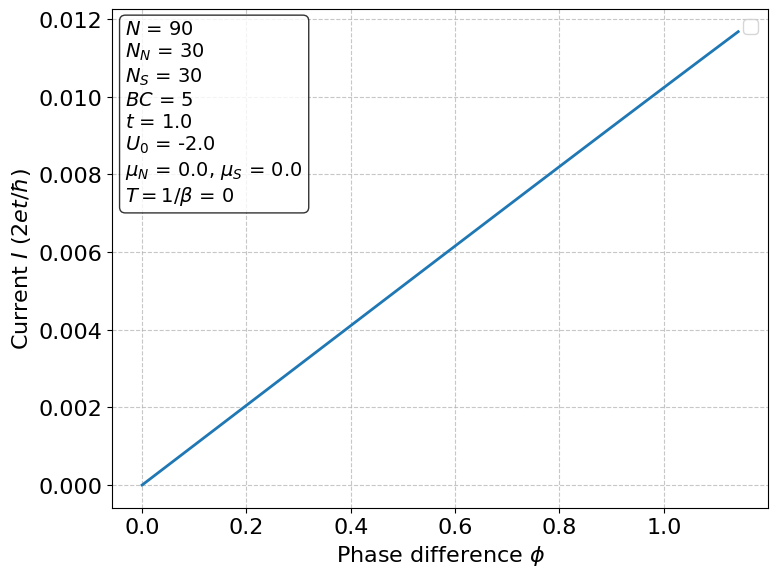 N = 90
N_N = 30
N_S = 30
BC = 5
t = 1.0
U_0 = -2.0
μ_N = 0.0, μ_S = 0.0
T = 1/β = 0
0.012
0.010
0.008
0.006
0.004
0.002
0.000
Current I (2et/ħ)
0.0 0.2 0.4 0.6 0.8 1.0
Phase difference ϕ